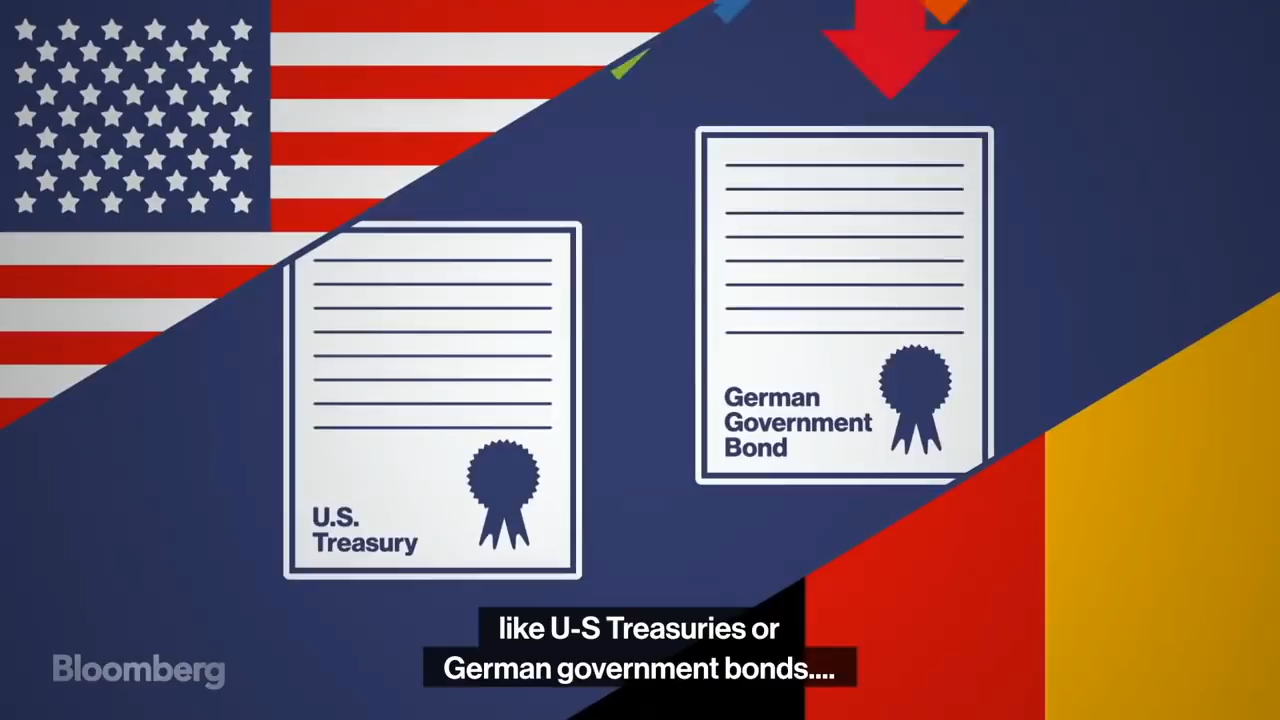 German
Government
Bond
U.S.
Treasury
like U-S Treasuries or
German government bonds....
Bloomberg